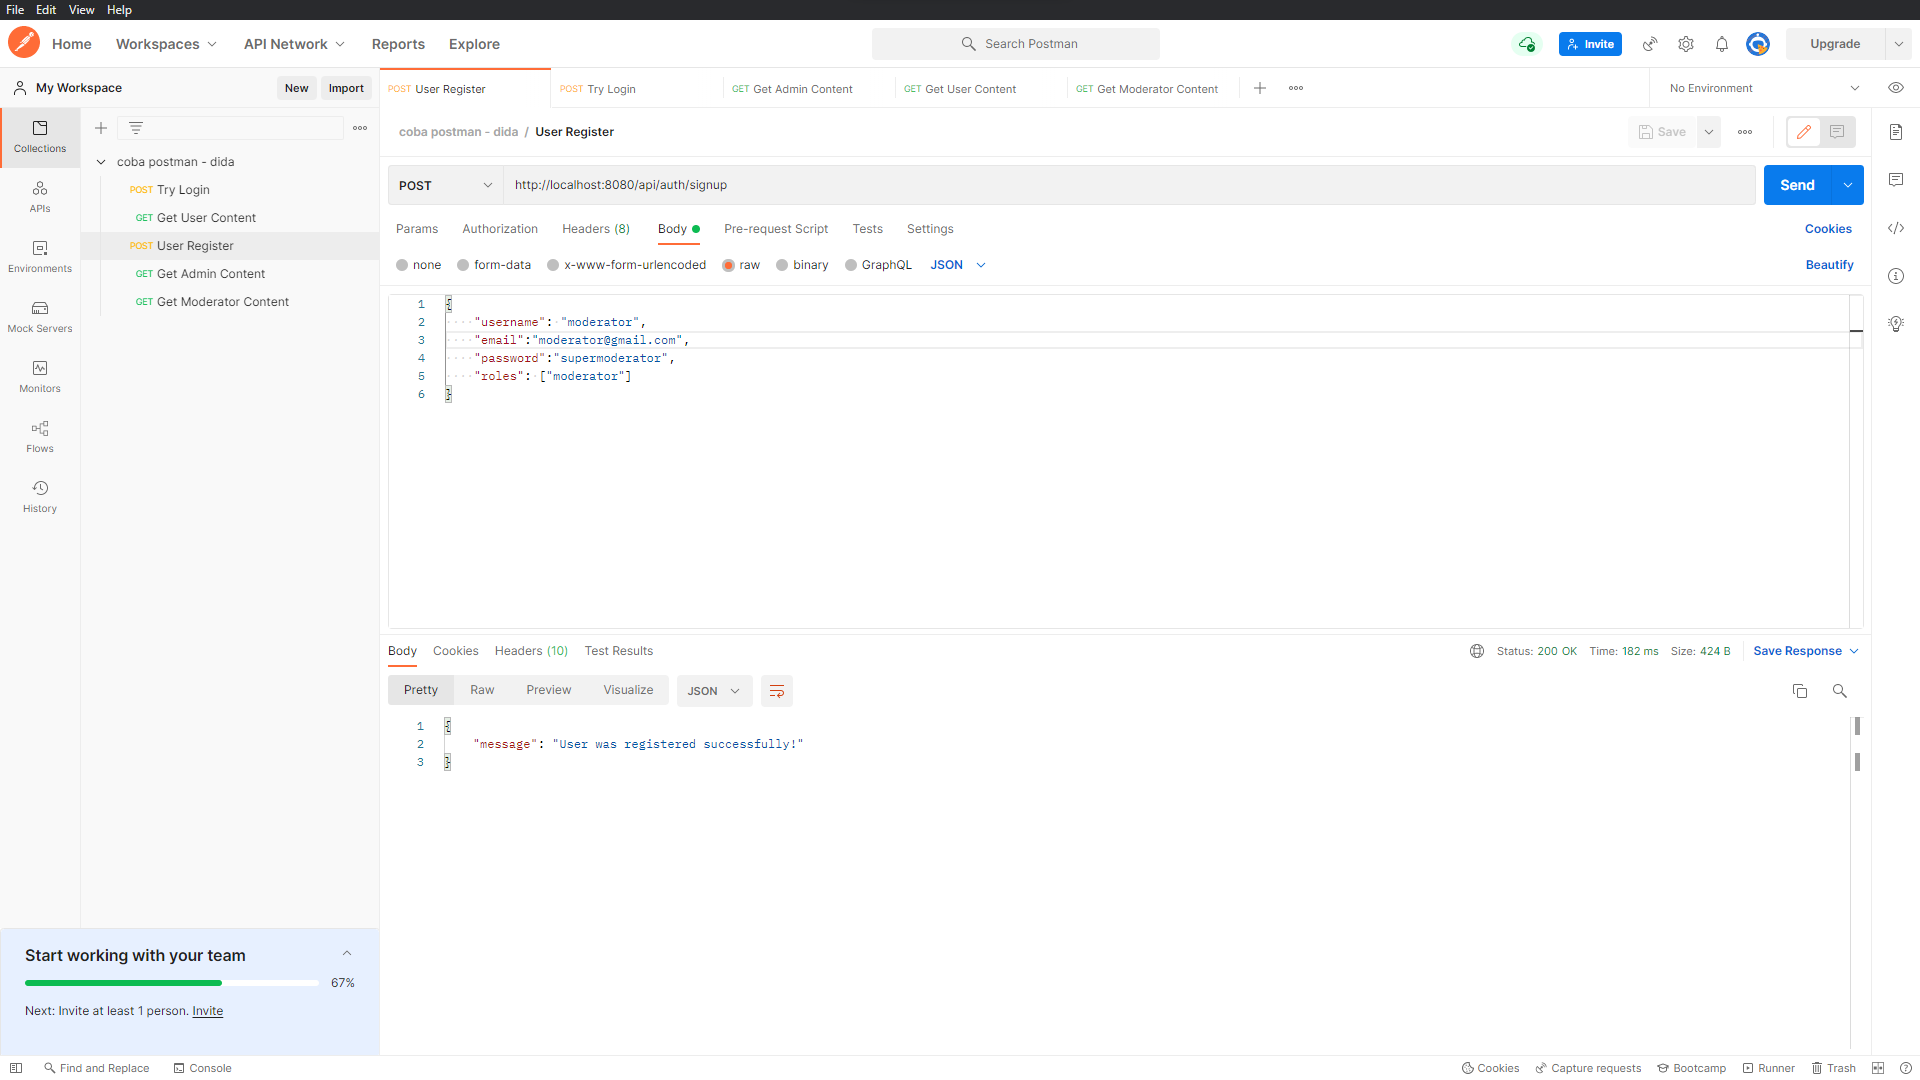 File Edit View Help
Home Workspaces API Network Reports Explore Search Postman Invite Upgrade
My Workspace New Import POST User Register POST Try Login GET Get Admin Content GET Get User Content GET Get Moderator Content No Environment
Collections
APIs
Environments
Mock Servers
Monitors
Flows
History
coba postman - dida
POST Try Login
GET Get User Content
POST User Register
GET Get Admin Content
GET Get Moderator Content
coba postman - dida / User Register Save
POST http://localhost:8080/api/auth/signup Send
Params Authorization Headers (8) Body Pre-request Script Tests Settings Cookies
none form-data x-www-form-urlencoded raw binary GraphQL JSON Beautify
1 {
2 "username": "moderator",
3 "email":"moderator@gmail.com",
4 "password":"supermoderator",
5 "roles": ["moderator"]
6 }
Body Cookies Headers (10) Test Results Status: 200 OK Time: 182 ms Size: 424 B Save Response
Pretty Raw Preview Visualize JSON
1 {
2 "message": "User was registered successfully!"
3 }
Start working with your team
67%
Next: Invite at least 1 person. Invite
Find and Replace Console Cookies Capture requests Bootcamp Runner Trash